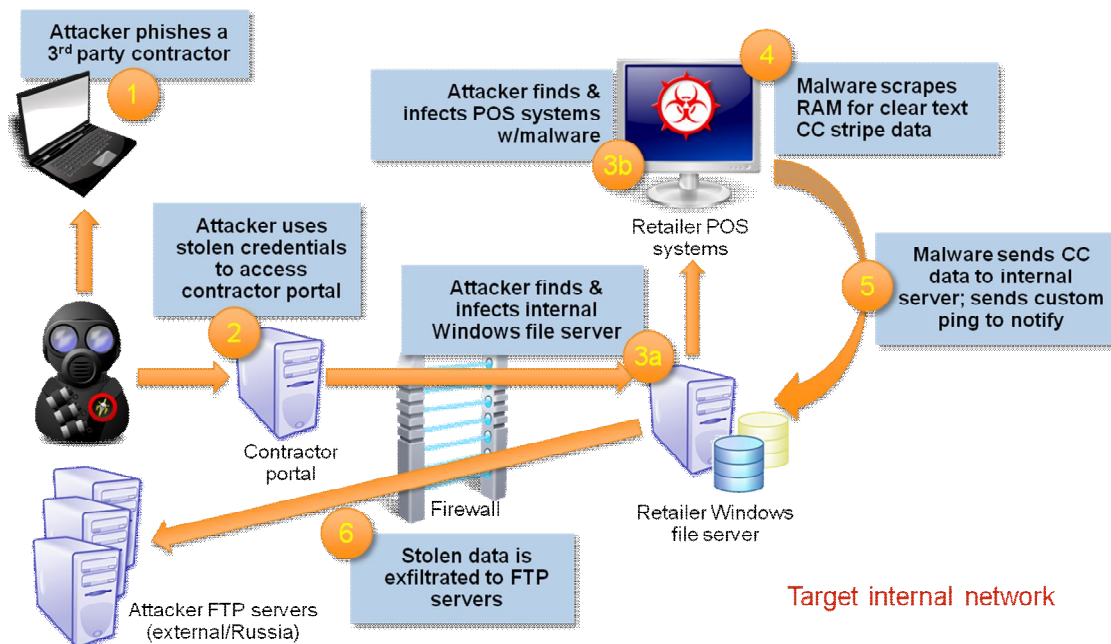 Attacker phishes a
3rd party contractor
1
Attacker finds &
infects POS systems
w/malware
3b
4
Malware scrapes
RAM for clear text
CC stripe data
Retailer POS
systems
Attacker uses
stolen credentials
to access
contractor portal
2
Attacker finds &
infects internal
Windows file server
3a
Malware sends CC
data to internal
server; sends custom
ping to notify
5
Contractor
portal
Firewall
Retailer Windows
file server
6
Stolen data is
exfiltrated to FTP
servers
Attacker FTP servers
(external/Russia)
Target internal network